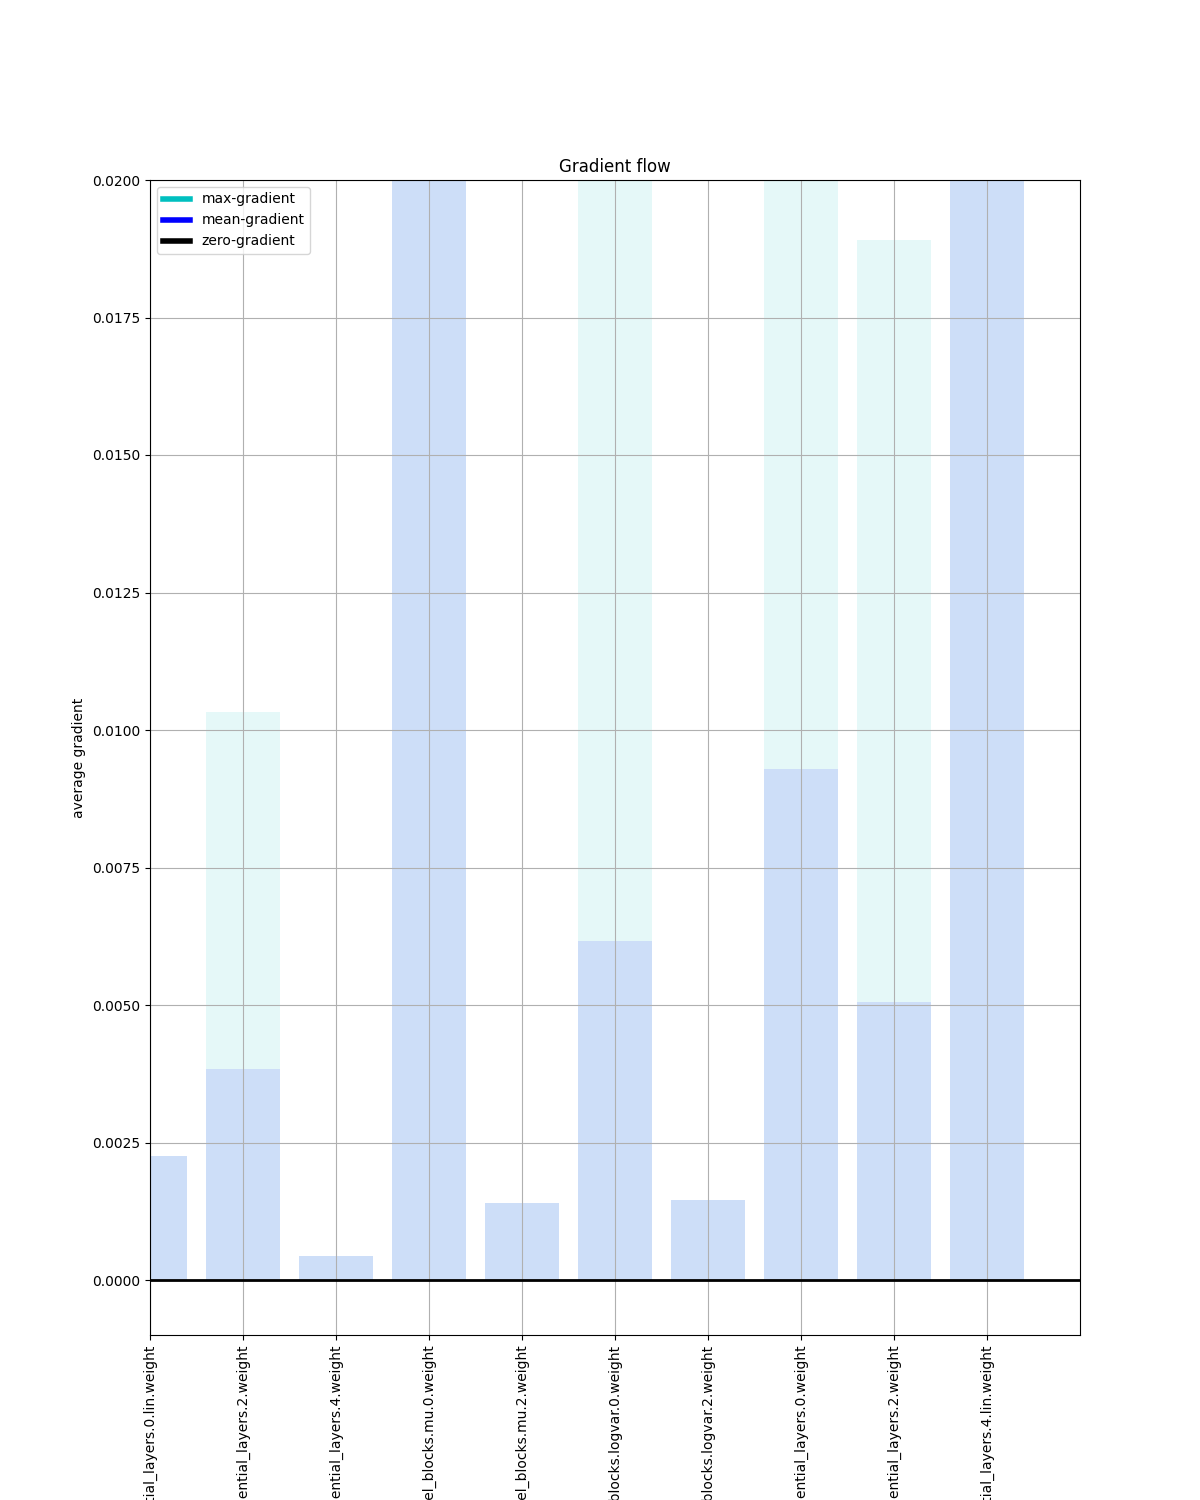 Gradient flow
max-gradient
mean-gradient
zero-gradient
0.0200
0.0175
0.0150
0.0125
0.0100
0.0075
0.0050
0.0025
0.0000
average gradient
tial_layers.0.lin.weight
ential_layers.2.weight
ential_layers.4.weight
el_blocks.mu.0.weight
el_blocks.mu.2.weight
blocks.logvar.0.weight
blocks.logvar.2.weight
ential_layers.0.weight
ential_layers.2.weight
tial_layers.4.lin.weight